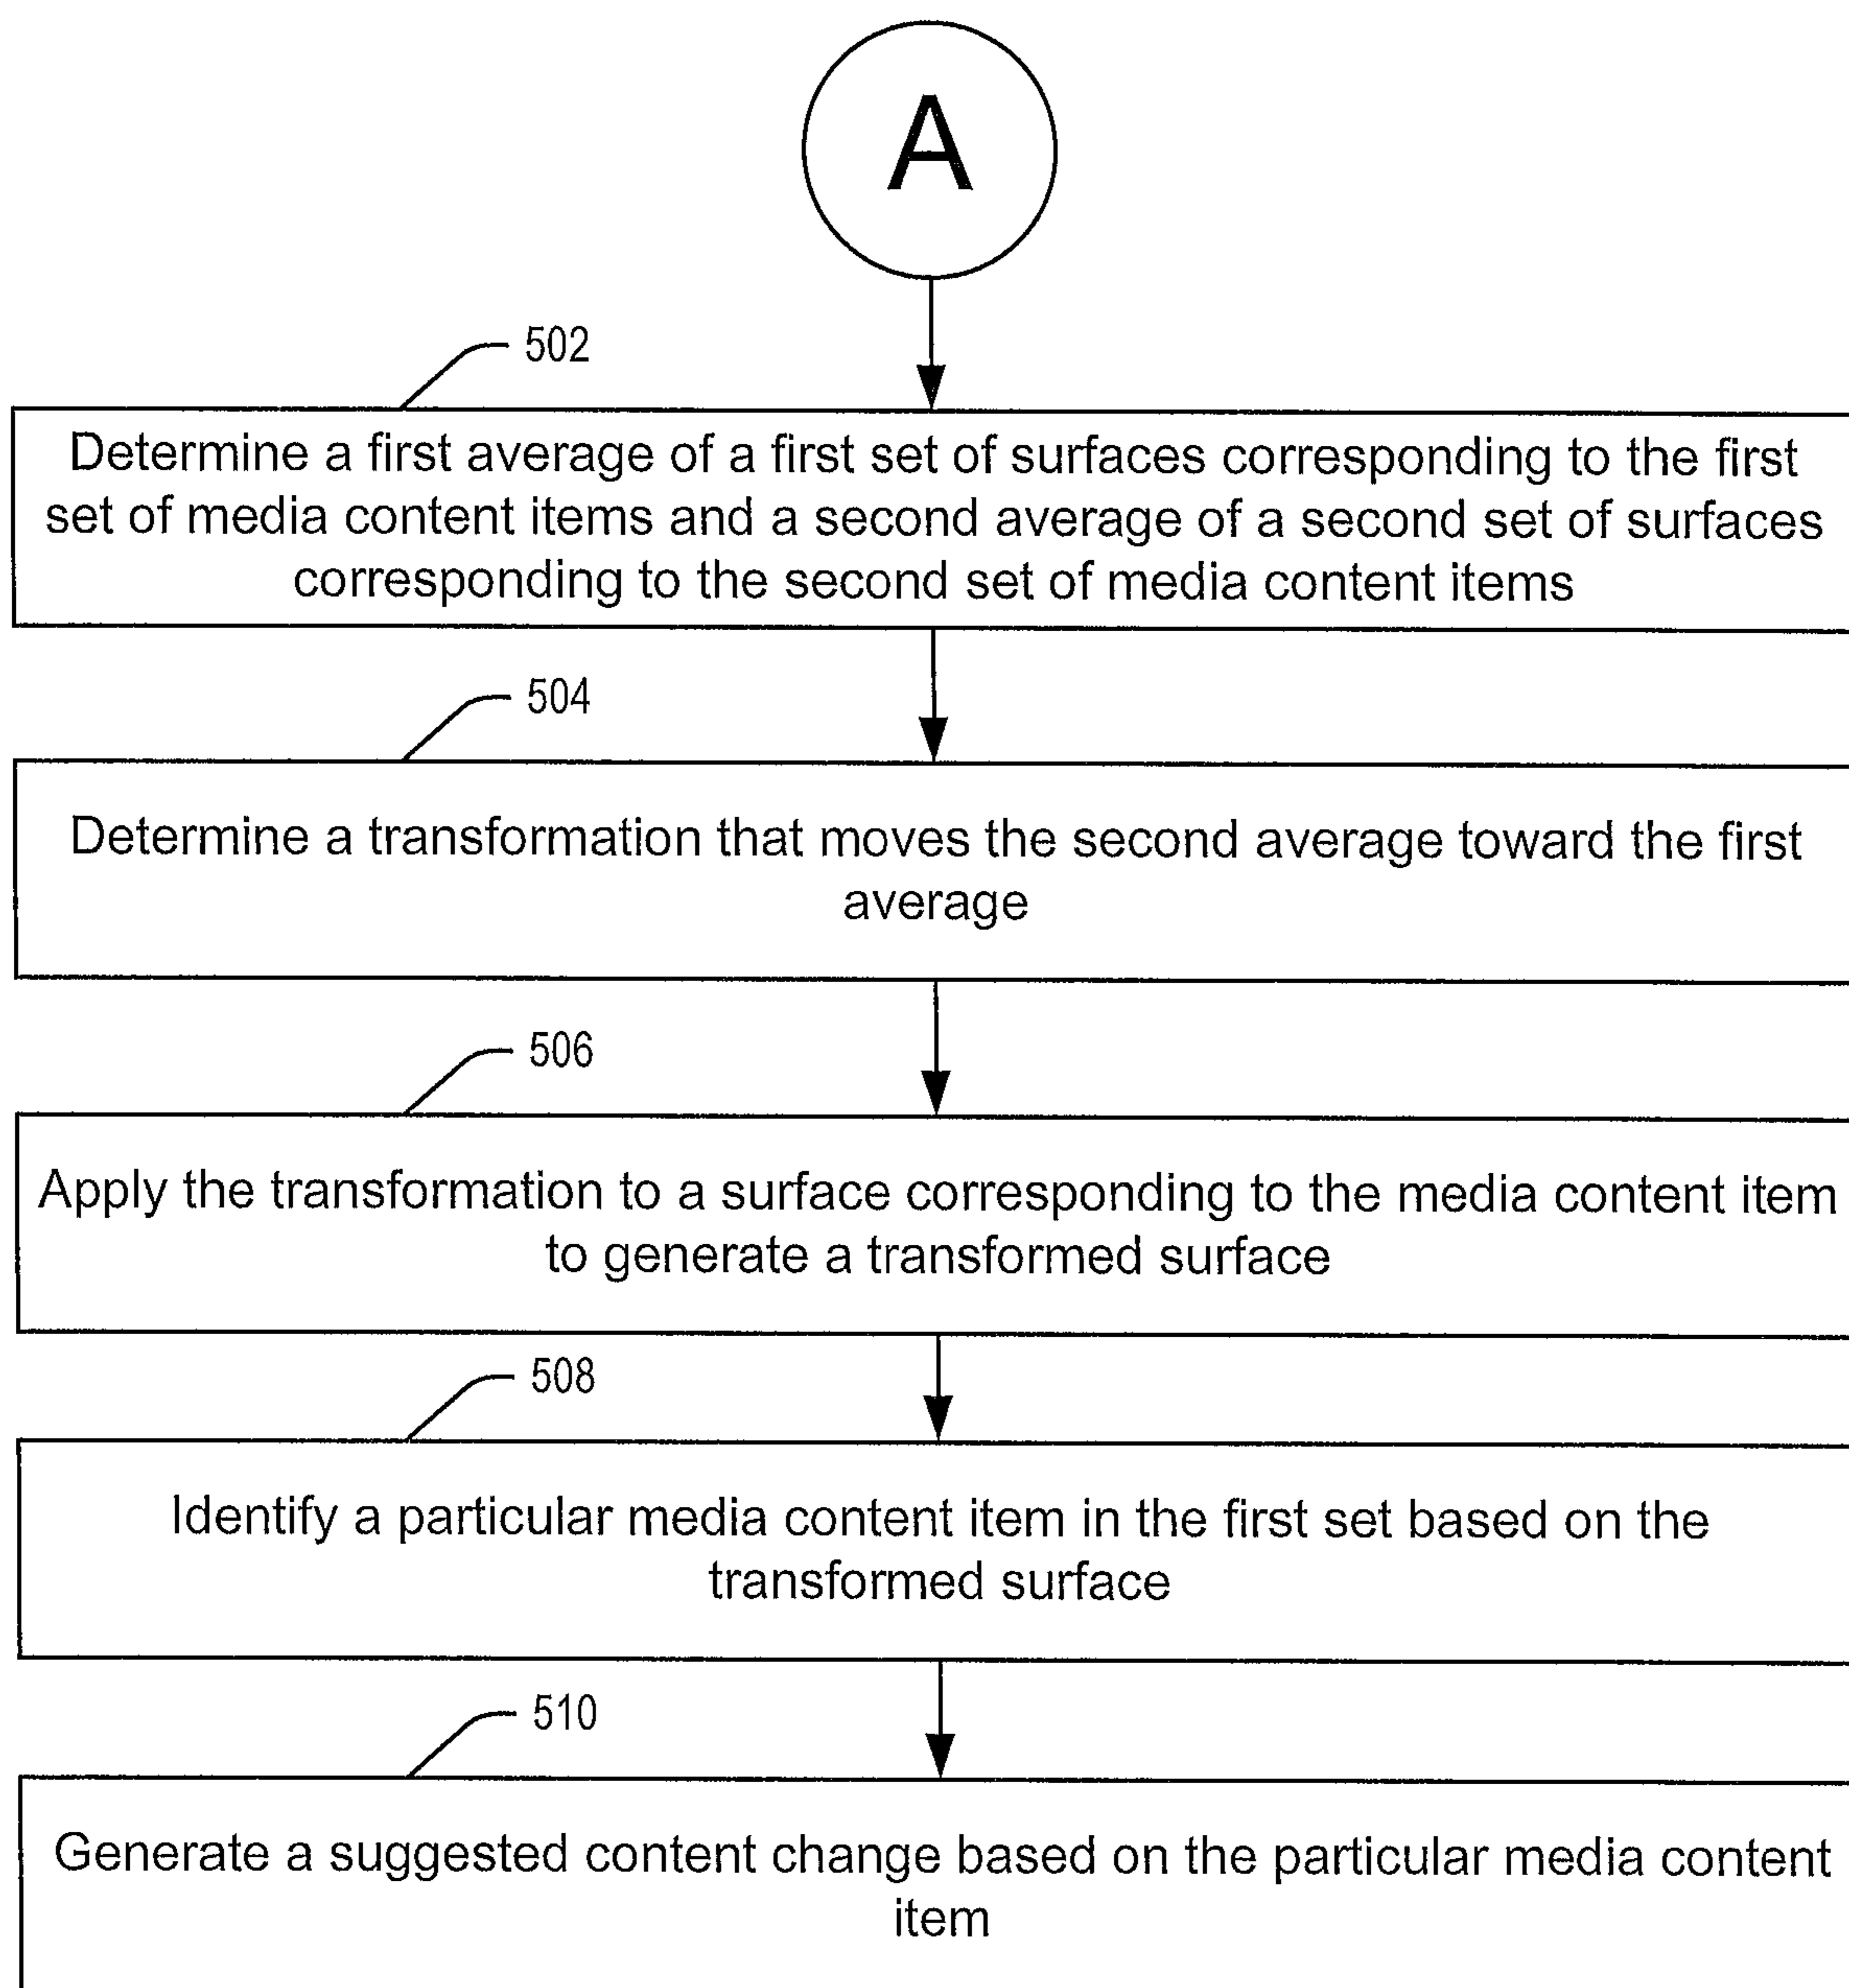 A
502
Determine a first average of a first set of surfaces corresponding to the first
set of media content items and a second average of a second set of surfaces
corresponding to the second set of media content items
504
Determine a transformation that moves the second average toward the first
average
506
Apply the transformation to a surface corresponding to the media content item
to generate a transformed surface
508
Identify a particular media content item in the first set based on the
transformed surface
510
Generate a suggested content change based on the particular media content
item